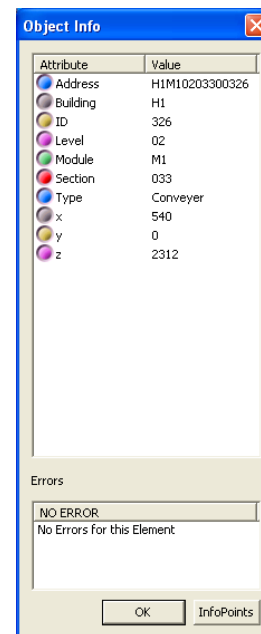 Object Info
Attribute Value
Address H1M10203300326
Building H1
ID 326
Level 02
Module M1
Section 033
Type Conveyer
x 540
y 0
z 2312
Errors
NO ERROR
No Errors for this Element
OK InfoPoints